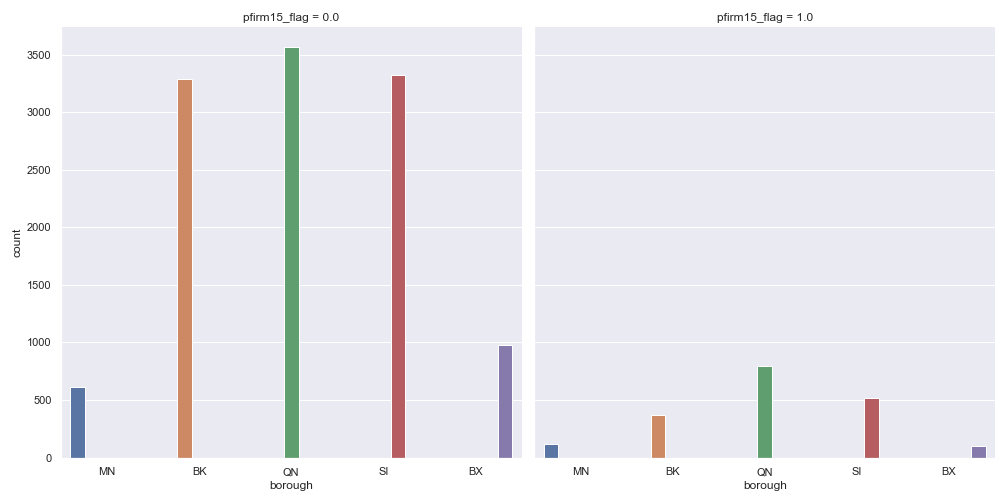 pfirm15_flag = 0.0
pfirm15_flag = 1.0
3500
3000
2500
2000
1500
1000
500
0
count
MN BK QN SI BX
borough
MN BK QN SI BX
borough